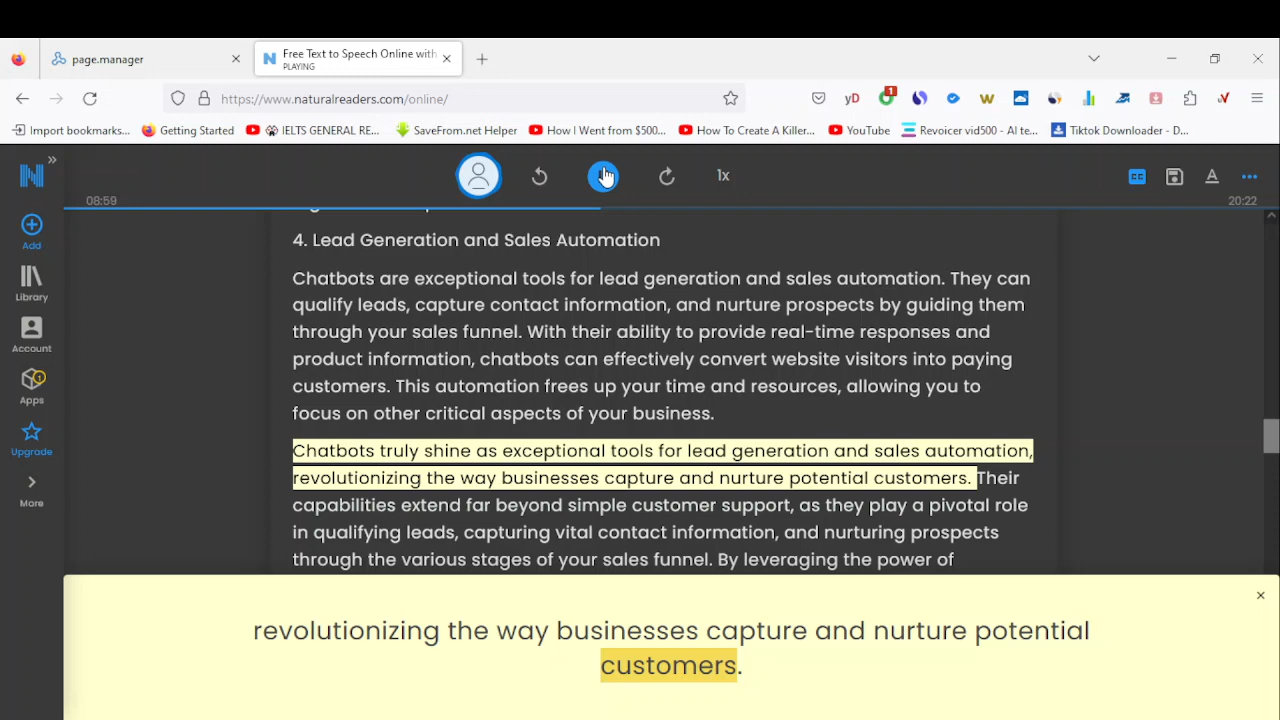 page.manager
Free Text to Speech Online with
PLAYING
https://www.naturalreaders.com/online/
yD
1
W
Import bookmarks...
Getting Started
IELTS GENERAL RE...
SaveFrom.net Helper
How I Went from $500...
How To Create A Killer...
YouTube
Revoicer vid500 - AI te...
Tiktok Downloader - D...
1x
CC
A
08:59
20:22
Add
Library
Account
1
Apps
Upgrade
More
4. Lead Generation and Sales Automation
Chatbots are exceptional tools for lead generation and sales automation. They can
qualify leads, capture contact information, and nurture prospects by guiding them
through your sales funnel. With their ability to provide real-time responses and
product information, chatbots can effectively convert website visitors into paying
customers. This automation frees up your time and resources, allowing you to
focus on other critical aspects of your business.
Chatbots truly shine as exceptional tools for lead generation and sales automation,
revolutionizing the way businesses capture and nurture potential customers. Their
capabilities extend far beyond simple customer support, as they play a pivotal role
in qualifying leads, capturing vital contact information, and nurturing prospects
through the various stages of your sales funnel. By leveraging the power of
revolutionizing the way businesses capture and nurture potential
customers.